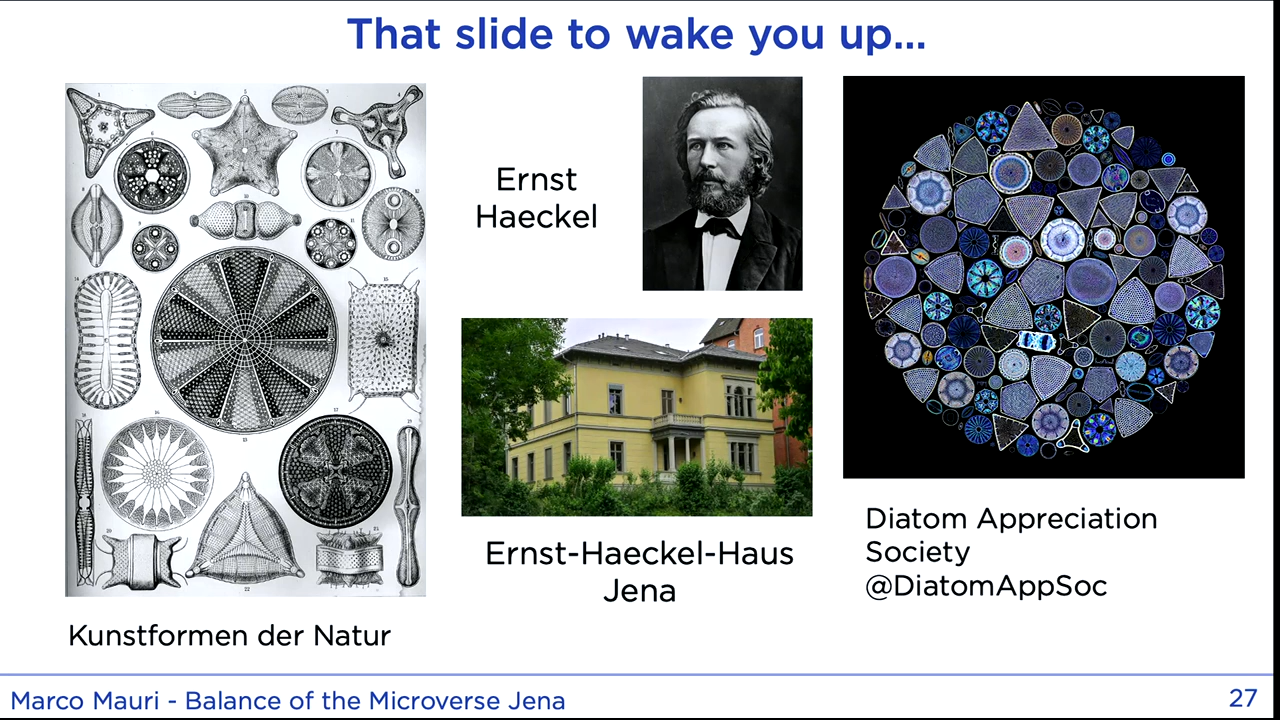 That slide to wake you up...
Ernst
Haeckel
Ernst-Haeckel-Haus
Jena
Diatom Appreciation
Society
@DiatomAppSoc
Kunstformen der Natur
Marco Mauri - Balance of the Microverse Jena
27